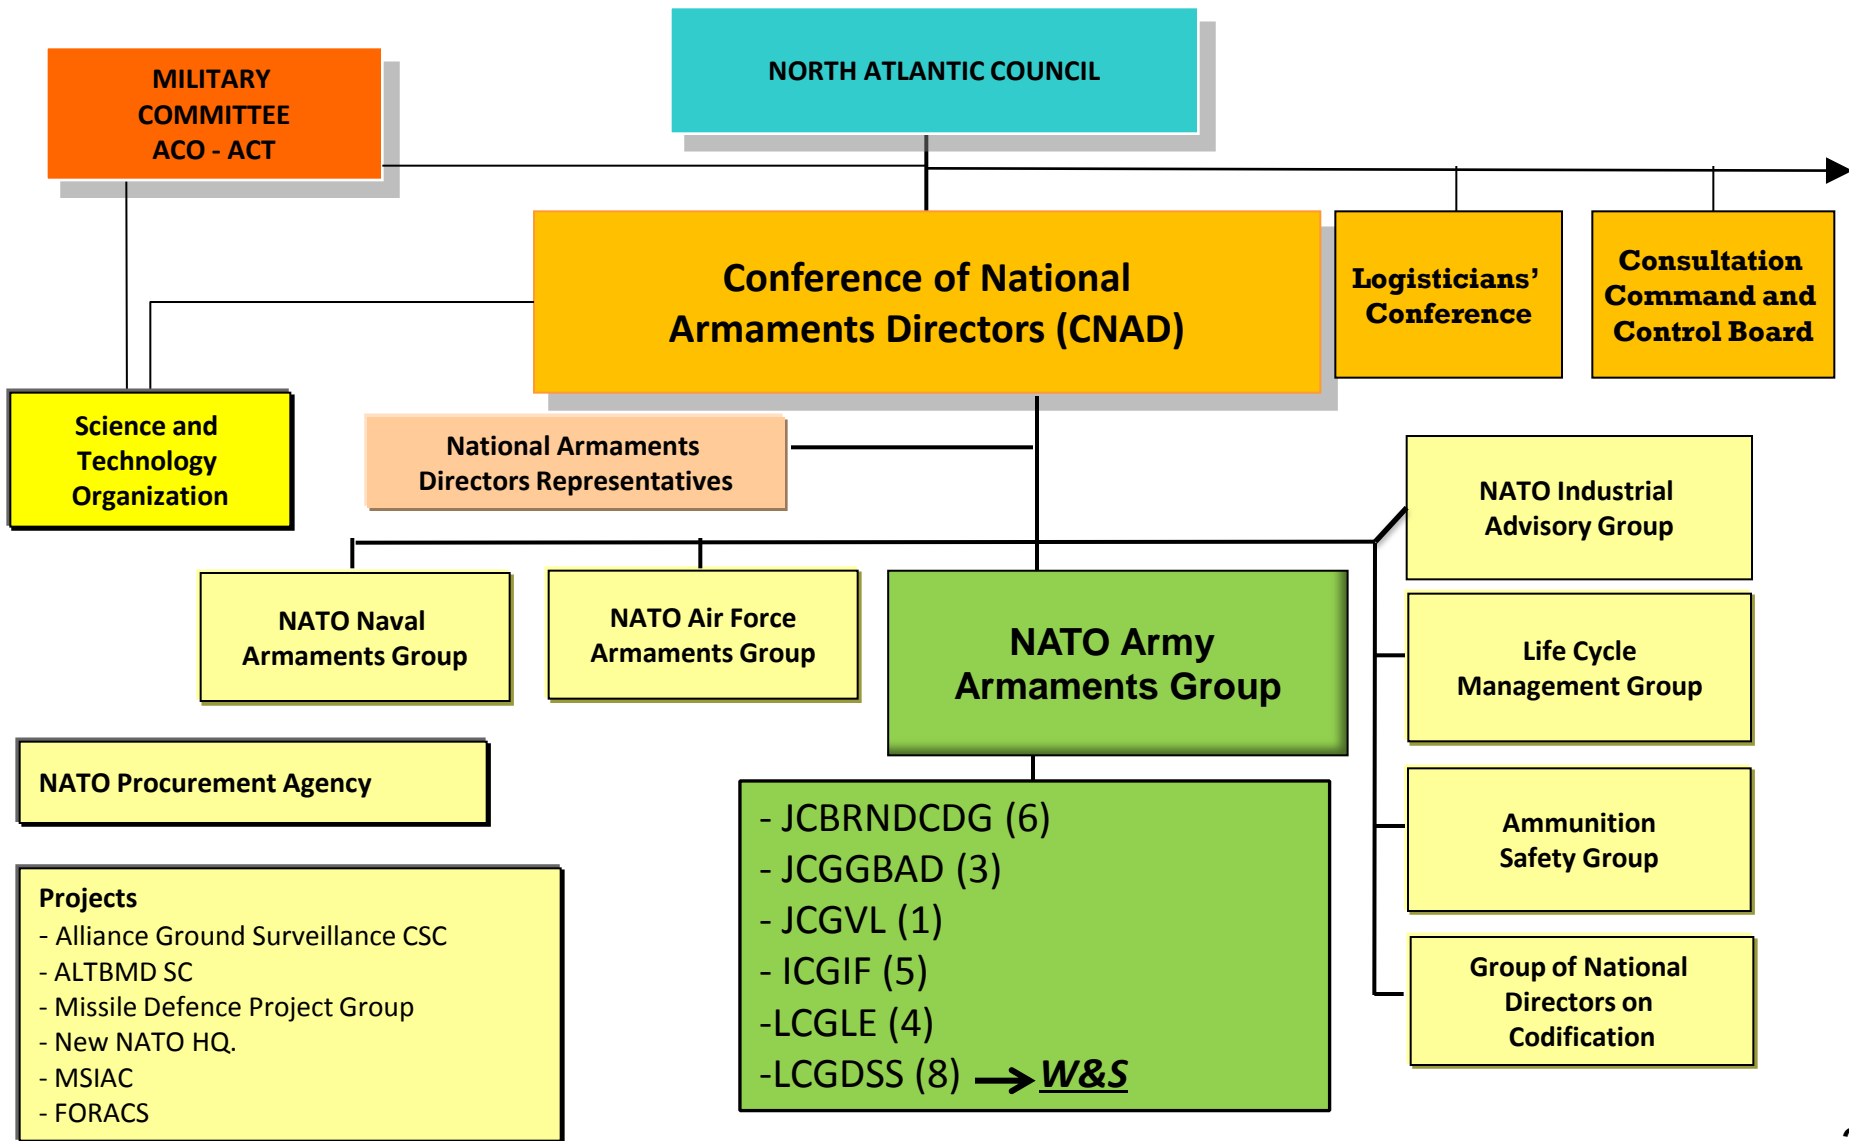 MILITARY
COMMITTEE
ACO - ACT
NORTH ATLANTIC COUNCIL
Conference of National
Armaments Directors (CNAD)
Logisticians’
Conference
Consultation
Command and
Control Board
Science and
Technology
Organization
National Armaments
Directors Representatives
NATO Industrial
Advisory Group
NATO Naval
Armaments Group
NATO Air Force
Armaments Group
NATO Army
Armaments Group
Life Cycle
Management Group
NATO Procurement Agency
- JCBRNDCDG (6)
- JCGGBAD (3)
- JCGVL (1)
- ICGIF (5)
-LCGLE (4)
-LCGDSS (8) → W&S
Ammunition
Safety Group
Group of National
Directors on
Codification
Projects
- Alliance Ground Surveillance CSC
- ALTBMD SC
- Missile Defence Project Group
- New NATO HQ.
- MSIAC
- FORACS